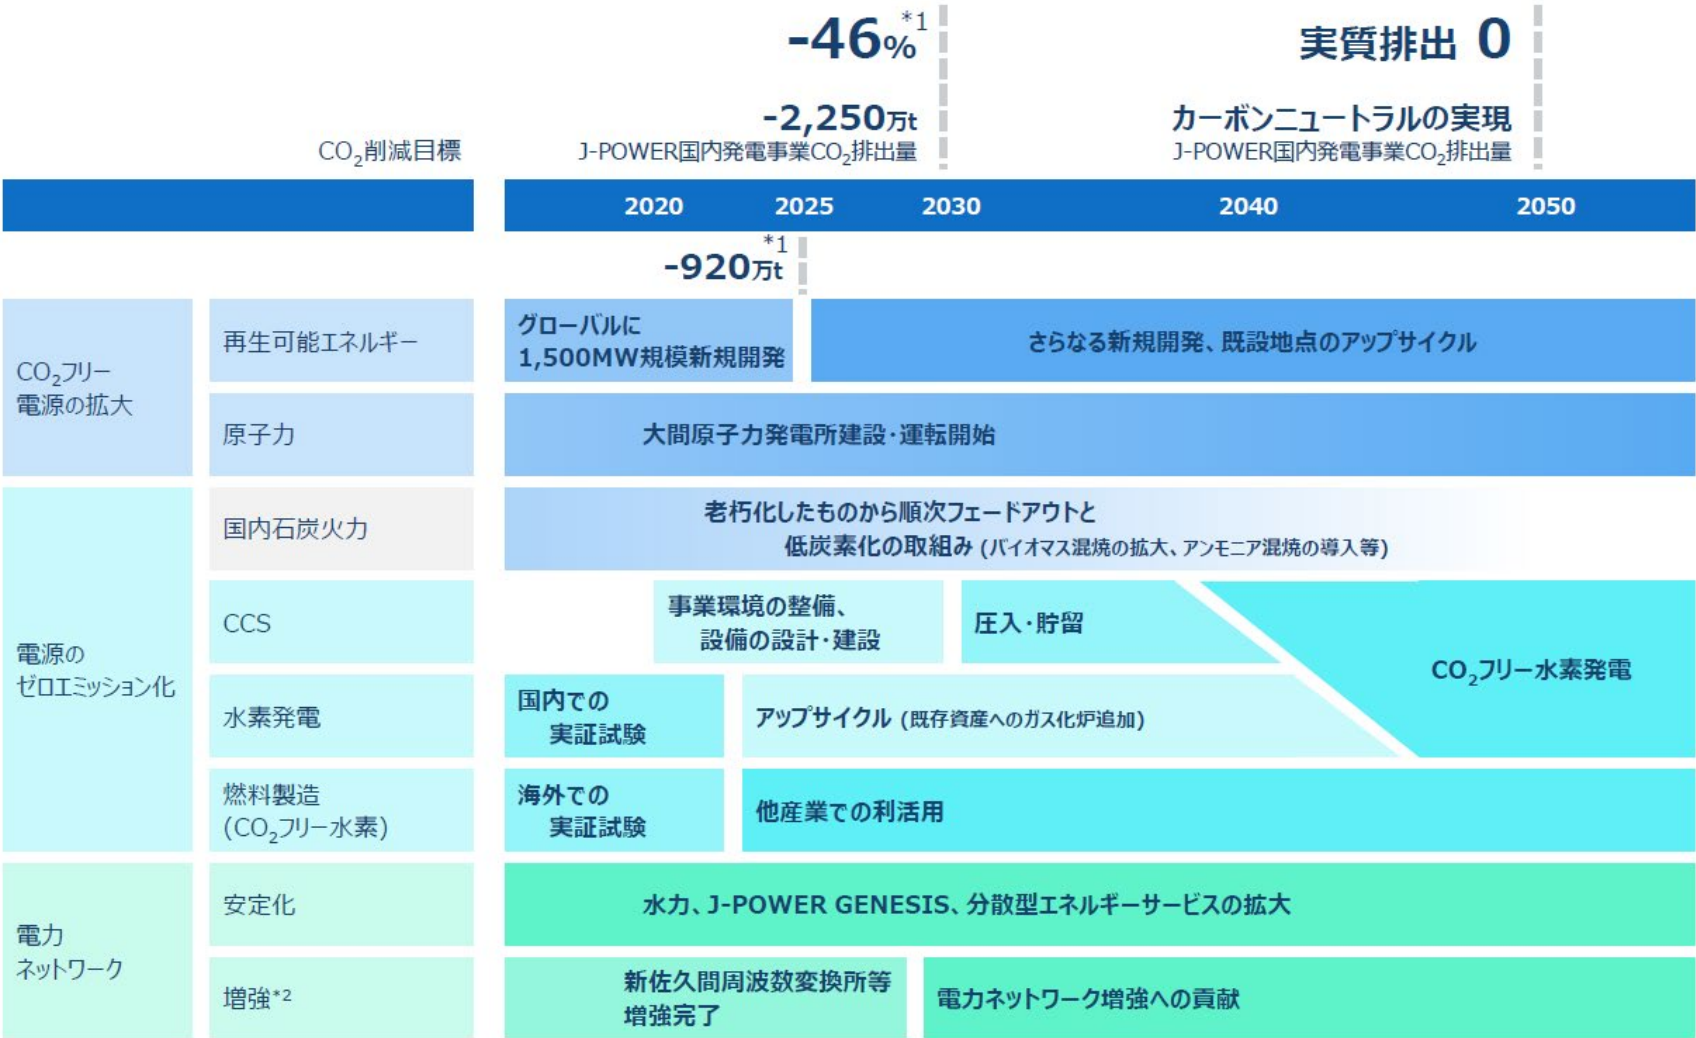 -46%*1
実質排出 0
-2,250万t
カーボンニュートラルの実現
CO2削減目標
J-POWER国内発電事業CO2排出量
J-POWER国内発電事業CO2排出量
2020 2025 2030 2040 2050
-920万t*1
CO2フリー
電源の拡大
再生可能エネルギー
グローバルに
1,500MW規模新規開発
さらなる新規開発、既設地点のアップサイクル
原子力
大間原子力発電所建設・運転開始
電源の
ゼロエミッション化
国内石炭火力
老朽化したものから順次フェードアウトと
低炭素化の取組み (バイオマス混焼の拡大、アンモニア混焼の導入等)
CCS
事業環境の整備、
設備の設計・建設
圧入・貯留
CO2フリー水素発電
水素発電
国内での
実証試験
アップサイクル (既存資産へのガス化炉追加)
燃料製造
(CO2フリー水素)
海外での
実証試験
他産業での利活用
電力
ネットワーク
安定化
水力、J-POWER GENESIS、分散型エネルギーサービスの拡大
増強*2
新佐久間周波数変換所等
増強完了
電力ネットワーク増強への貢献